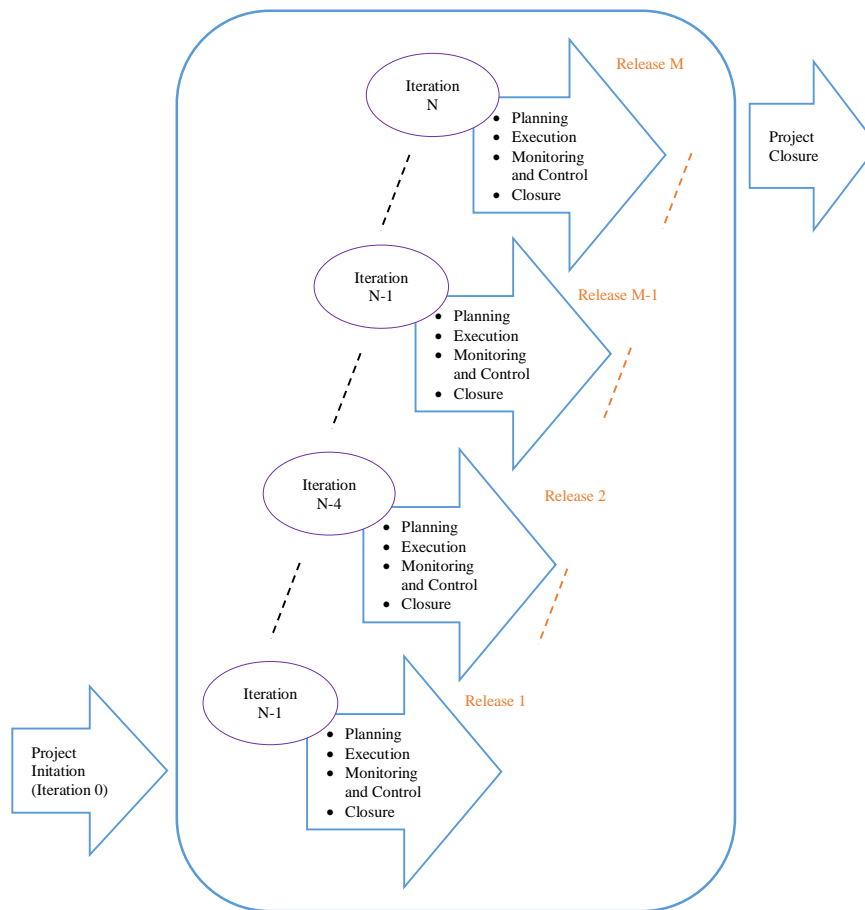 Release M
Iteration
N
• Planning
• Execution
• Monitoring
and Control
• Closure
Project
Closure
Iteration
N-1
Release M-1
• Planning
• Execution
• Monitoring
and Control
• Closure
Iteration
N-4
Release 2
• Planning
• Execution
• Monitoring
and Control
• Closure
Iteration
N-1
Release 1
• Planning
• Execution
• Monitoring
and Control
• Closure
Project
Initation
(Iteration 0)